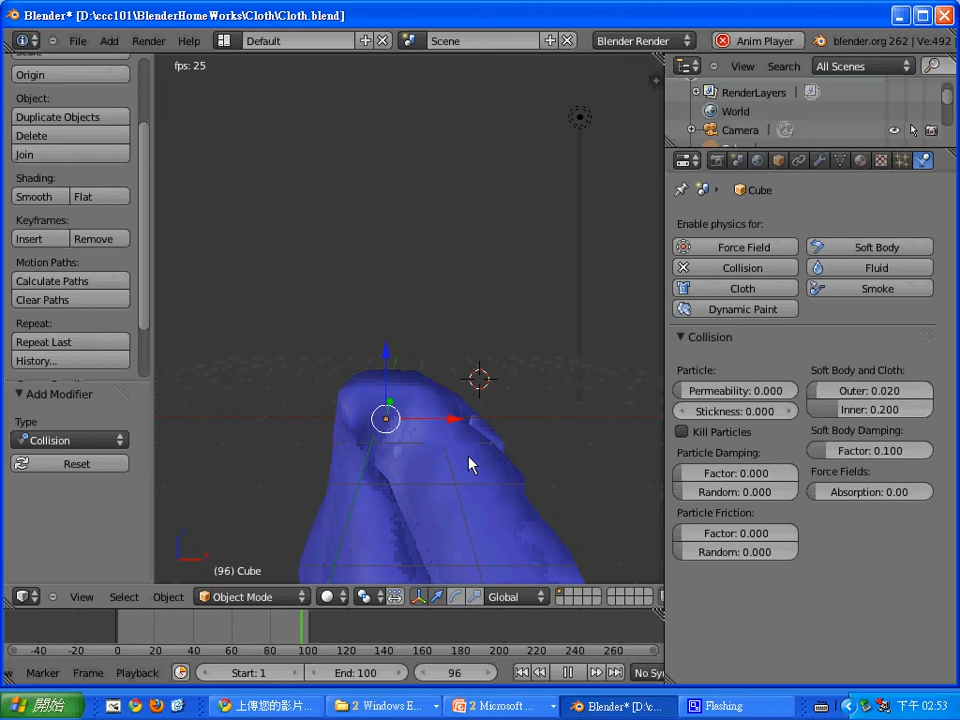 Blender* [D:\ccc101\BlenderHomeWorks\Cloth\Cloth.blend]
File Add Render Help Default Scene Blender Render Anim Player blender.org 262 | Ve:492
Origin
Object:
Duplicate Objects
Delete
Join
Shading:
Smooth Flat
Keyframes:
Insert Remove
Motion Paths:
Calculate Paths
Clear Paths
Repeat:
Repeat Last
History...
Add Modifier
Type
Collision
Reset
fps: 25
(96) Cube
View Select Object Object Mode Global
View Search All Scenes
RenderLayers
World
Camera
Cube
Enable physics for:
Force Field Soft Body
Collision Fluid
Cloth Smoke
Dynamic Paint
Collision
Particle:
Permeability: 0.000
Stickness: 0.000
Kill Particles
Particle Damping:
Factor: 0.000
Random: 0.000
Particle Friction:
Factor: 0.000
Random: 0.000
Soft Body and Cloth:
Outer: 0.020
Inner: 0.200
Soft Body Damping:
Factor: 0.100
Force Fields:
Absorption: 0.00
-40 -20 0 20 40 60 80 100 120 140 160 180 200 220 240 260
Marker Frame Playback Start: 1 End: 100 96 No Sy
開始 上傳您的影片... 2 Windows E... 2 Microsoft ... Blender* [D:\c... Flashing 下午 02:53